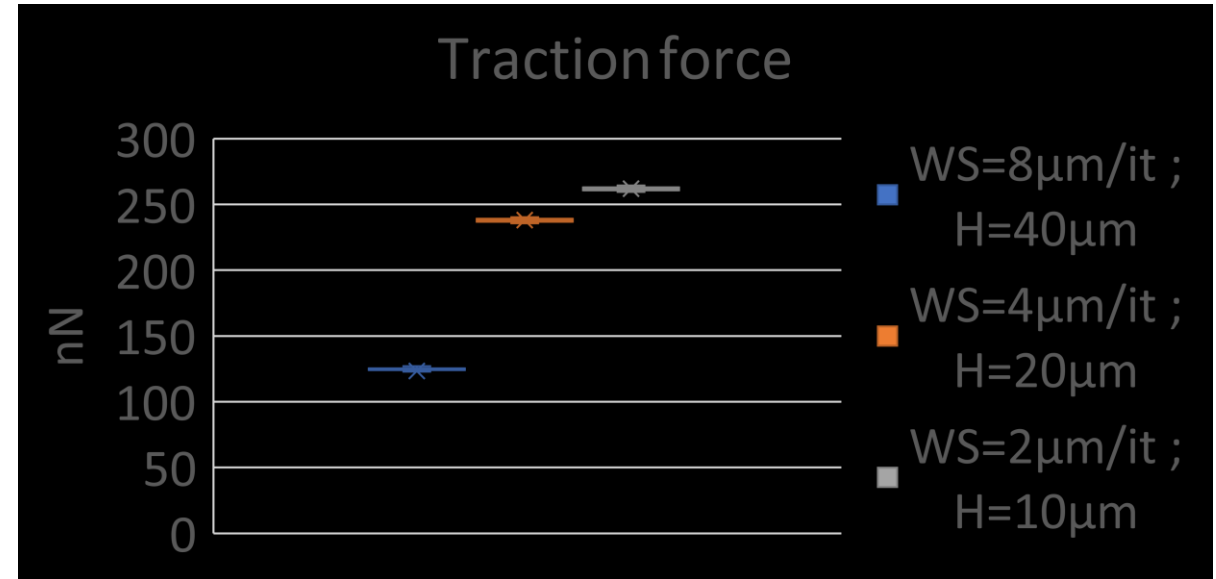 Traction force
300
250
200
150
100
50
0
nN
WS=8μm/it ;
H=40μm
WS=4μm/it ;
H=20μm
WS=2μm/it ;
H=10μm